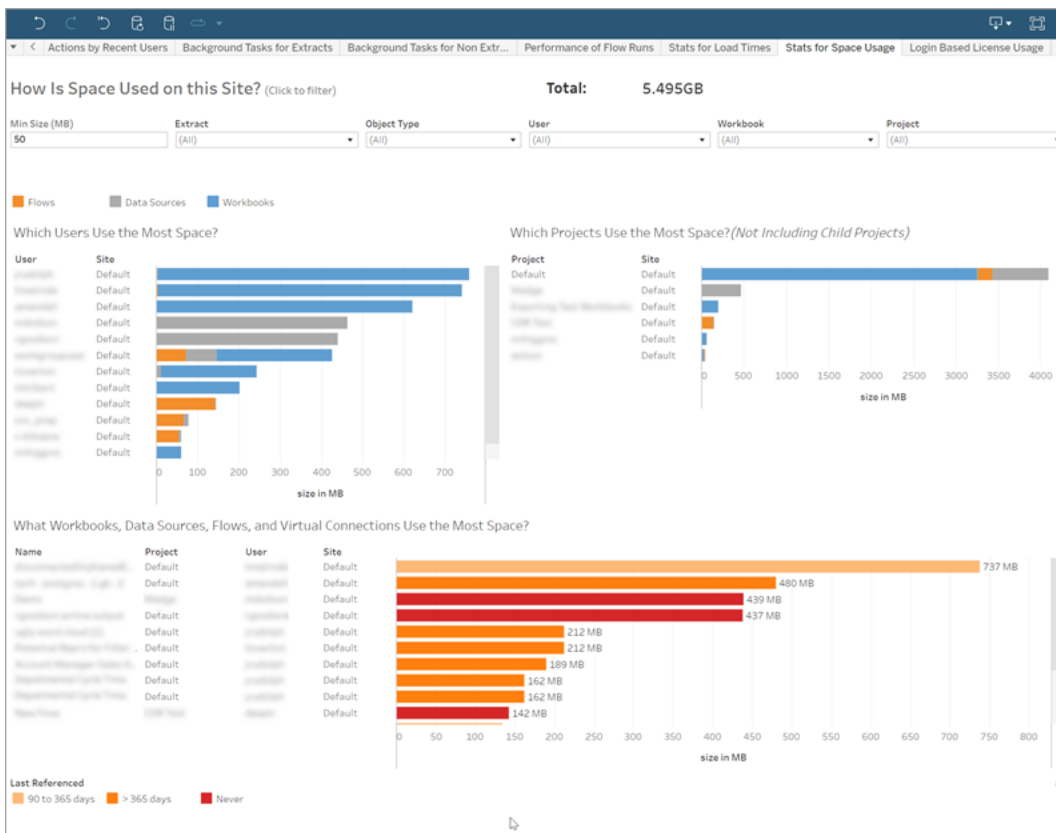 Actions by Recent Users Background Tasks for Extracts Background Tasks for Non Extr... Performance of Flow Runs Stats for Load Times Stats for Space Usage Login Based License Usage
How Is Space Used on this Site? (Click to filter) Total: 5.495GB
Min Size (MB) Extract Object Type User Workbook Project
50 (All) (All) (All) (All) (All)
Flows Data Sources Workbooks
Which Users Use the Most Space?
User Site
Default
Default
Default
Default
Default
Default
Default
Default
Default
Default
Default
Default
0 100 200 300 400 500 600 700
size in MB
Which Projects Use the Most Space?(Not Including Child Projects)
Project Site
Default Default
Default
Default
Default
Default
Default
0 500 1000 1500 2000 2500 3000 3500 4000
size in MB
What Workbooks, Data Sources, Flows, and Virtual Connections Use the Most Space?
Name Project User Site
Default Default 737 MB
Default Default 480 MB
Default 439 MB
Default Default 437 MB
Default Default 212 MB
Default Default 212 MB
Default Default 189 MB
Default Default 162 MB
Default Default 162 MB
Default 142 MB
0 50 100 150 200 250 300 350 400 450 500 550 600 650 700 750 800
size in MB
Last Referenced
90 to 365 days > 365 days Never